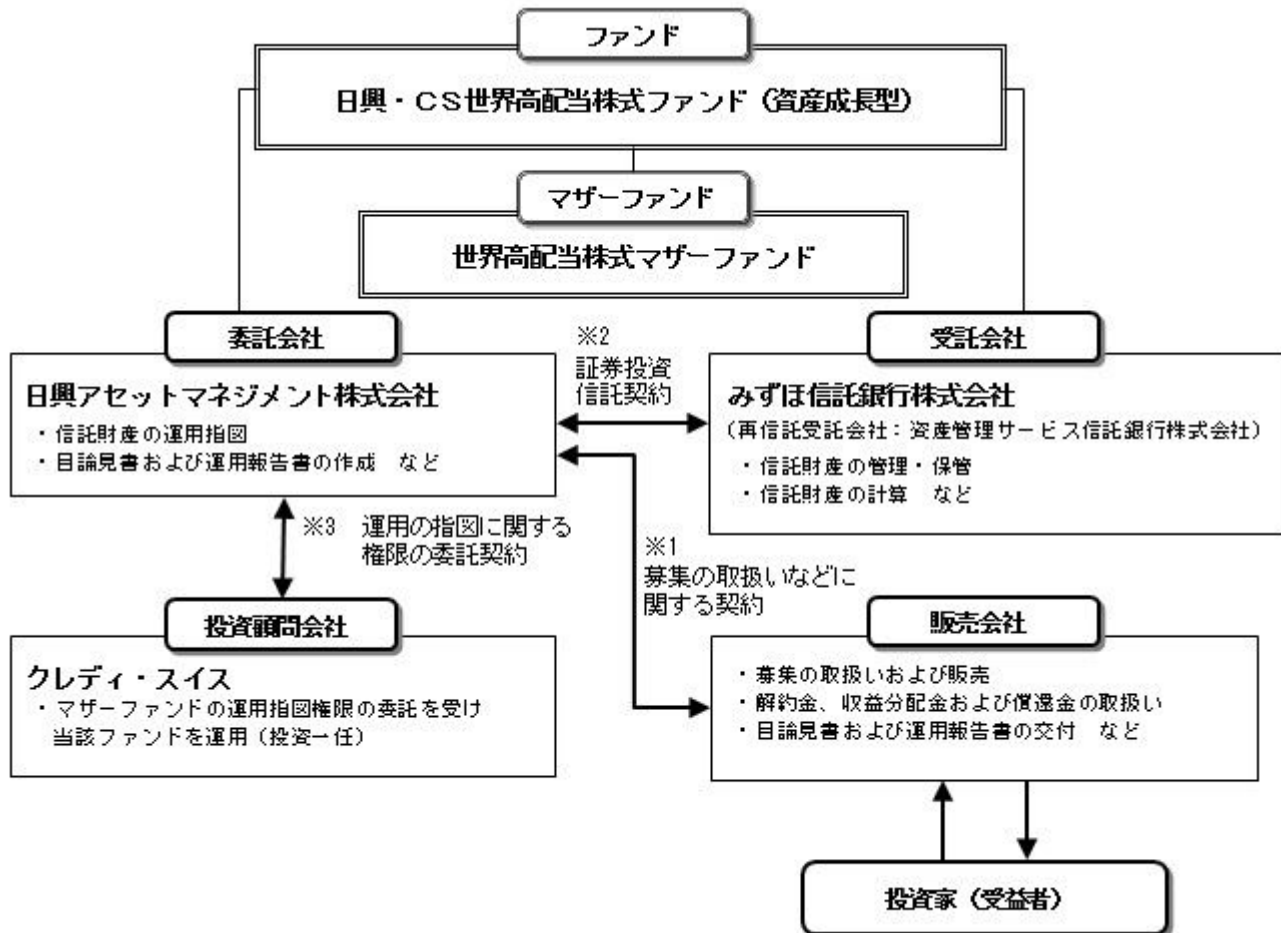 ファンド
日興・CS世界高配当株式ファンド（資産成長型）
マザーファンド
世界高配当株式マザーファンド
委託会社
日興アセットマネジメント株式会社
・信託財産の運用指図
・目論見書および運用報告書の作成　など
※2
証券投資
信託契約
受託会社
みずほ信託銀行株式会社
（再信託受託会社：資産管理サービス信託銀行株式会社）
・信託財産の管理・保管
・信託財産の計算　など
※3　運用の指図に関する
権限の委託契約
※1
募集の取扱いなどに
関する契約
投資顧問会社
クレディ・スイス
・マザーファンドの運用指図権限の委託を受け
当該ファンドを運用（投資一任）
販売会社
・募集の取扱いおよび販売
・解約金、収益分配金および償還金の取扱い
・目論見書および運用報告書の交付　など
投資家（受益者）